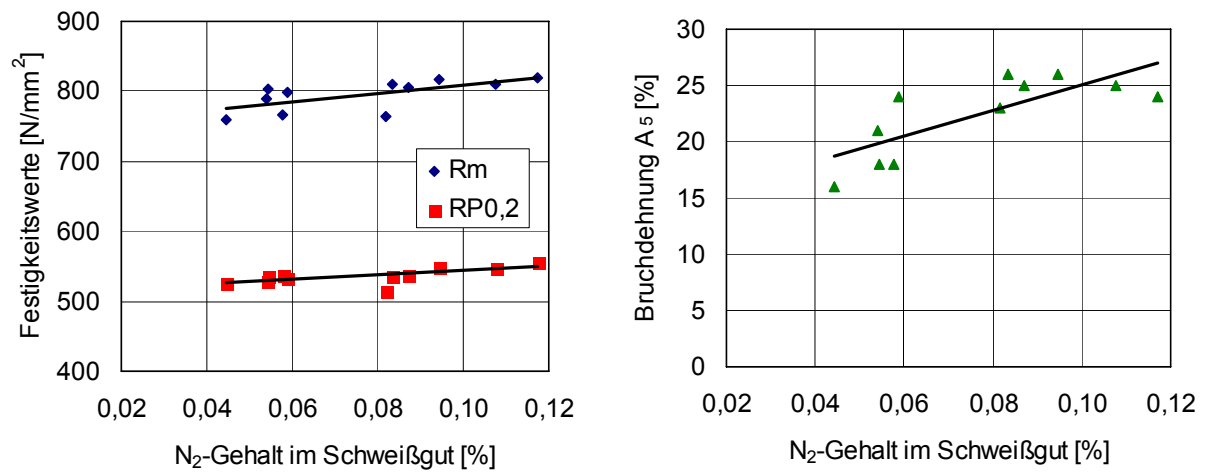 Festigkeitswerte [N/mm²]
900
800
700
600
500
400
Rm
RP0,2
0,02 0,04 0,06 0,08 0,10 0,12
N₂-Gehalt im Schweißgut [%]
Bruchdehnung A 5 [%]
30
25
20
15
10
5
0
0,02 0,04 0,06 0,08 0,10 0,12
N₂-Gehalt im Schweißgut [%]